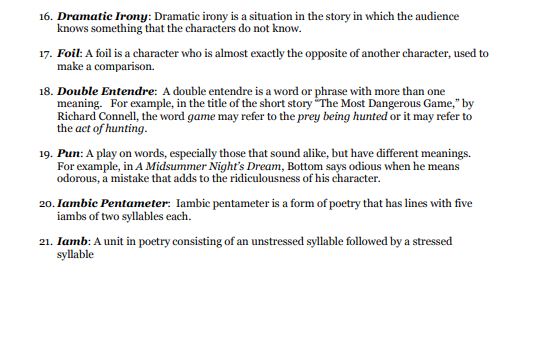 16. Dramatic Irony: Dramatic irony is a situation in the story in which the audience
knows something that the characters do not know.
17. Foil: A foil is a character who is almost exactly the opposite of another character, used to
make a comparison.
18. Double Entendre:  A double entendre is a word or phrase with more than one
meaning.   For example, in the title of the short story “The Most Dangerous Game,” by
Richard Connell, the word game may refer to the prey being hunted or it may refer to
the act of hunting.
19. Pun: A play on words, especially those that sound alike, but have different meanings.
For example, in A Midsummer Night’s Dream, Bottom says odious when he means
odorous, a mistake that adds to the ridiculousness of his character.
20. Iambic Pentameter:  Iambic pentameter is a form of poetry that has lines with five
iambs of two syllables each.
21. Iamb: A unit in poetry consisting of an unstressed syllable followed by a stressed
syllable